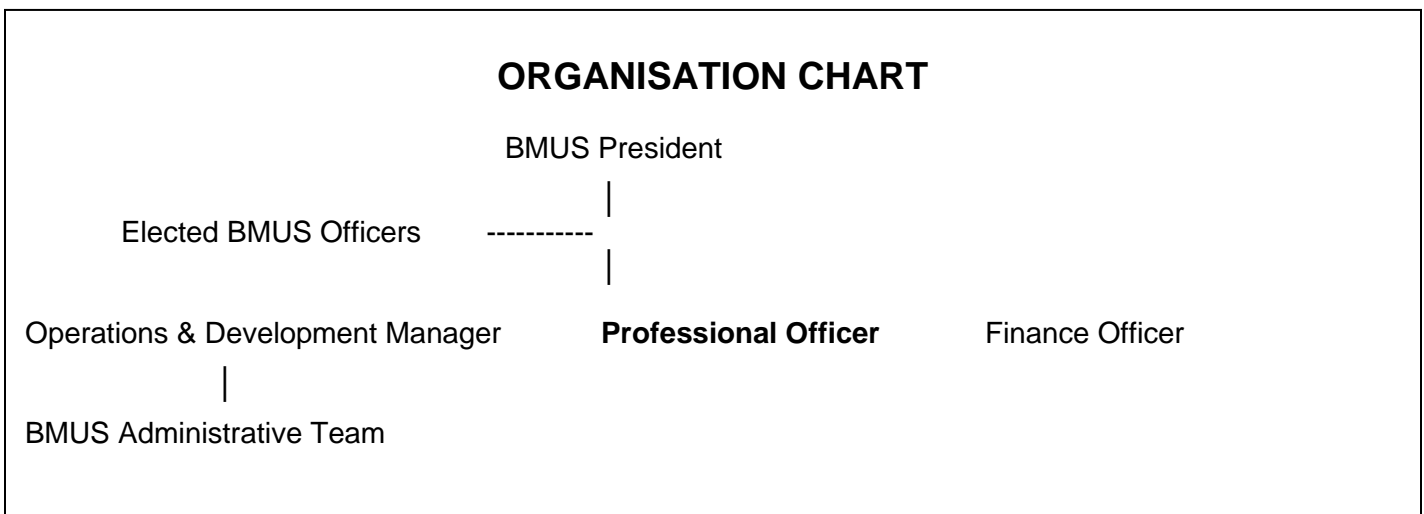 ORGANISATION CHART
BMUS President
|
Elected BMUS Officers -----------
|
Operations & Development Manager Professional Officer Finance Officer
|
BMUS Administrative Team